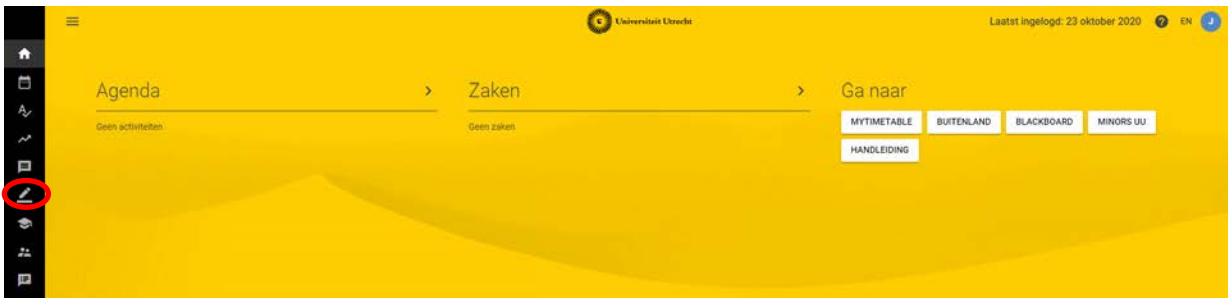 Universiteit Utrecht
Laatst ingelogd: 23 oktober 2020 ? EN J
Agenda
Geen activiteiten
Zaken
Geen zaken
Ga naar
MYTIMETABLE BUITENLAND BLACKBOARD MINORS UU
HANDLEIDING